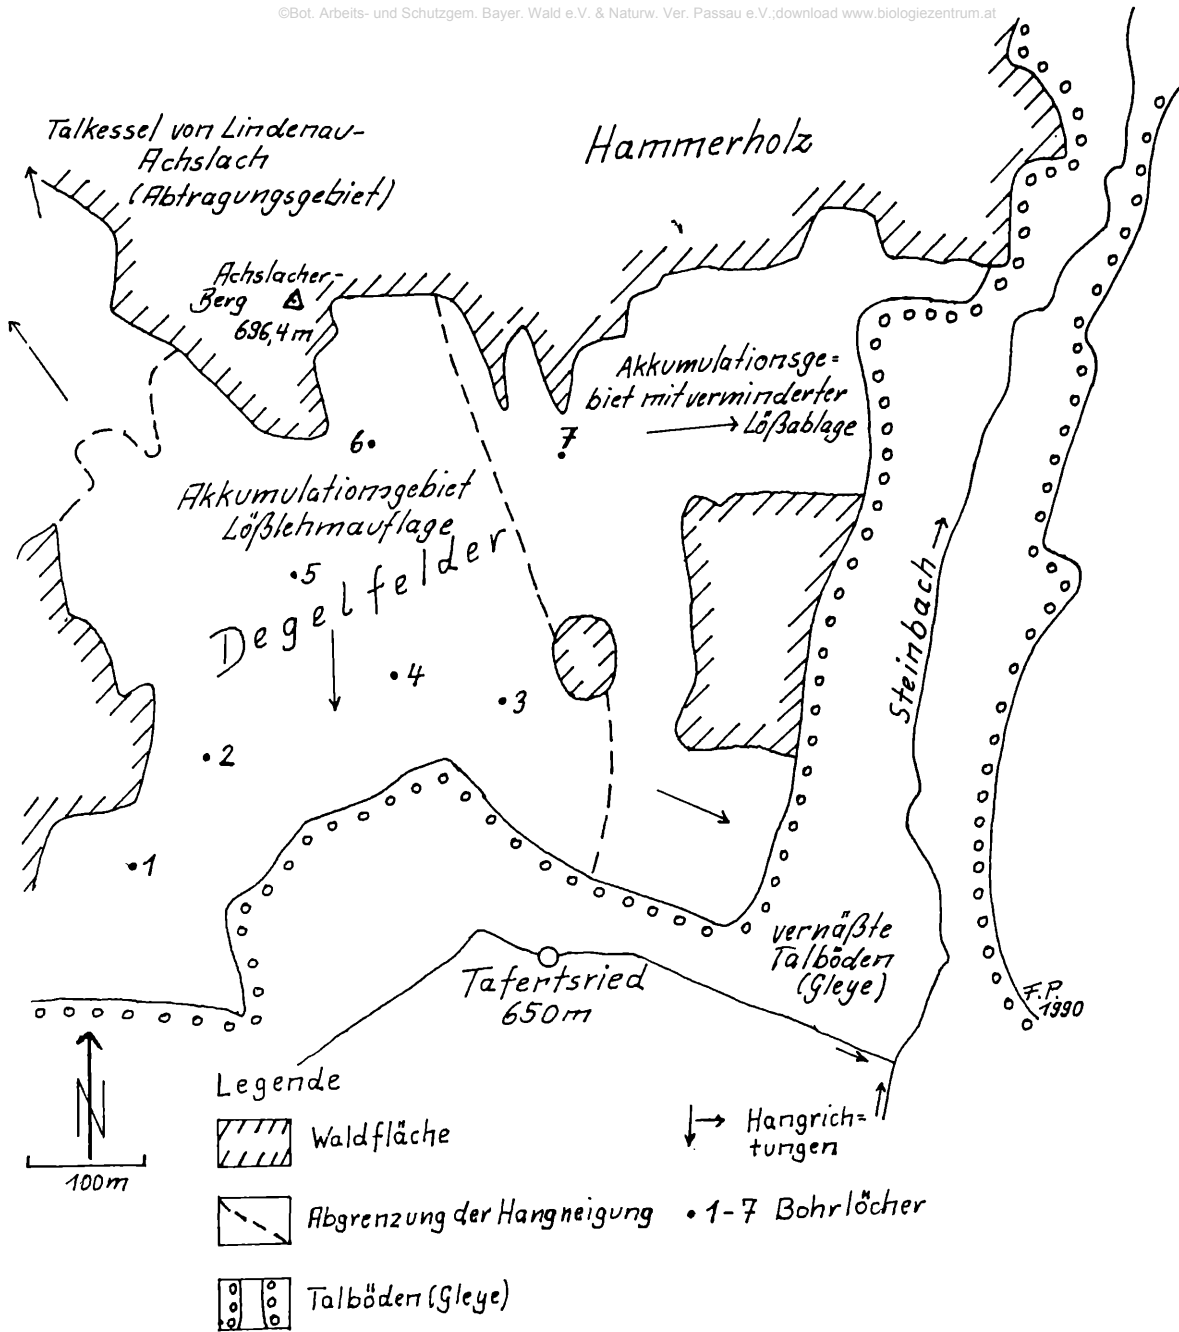 ©Bot. Arbeits- und Schutzgem. Bayer. Wald e.V. & Naturw. Ver. Passau e.V.;download www.biologiezentrum.at
Talkessel von Lindenau-
Achslach
(Abtragungsgebiet)
Hammerholz
Achslacher-
Berg
696,4m
Akkumulationsge=
biet mit verminderter
Lößablage
6
7
Akkumulationsgebiet
Lößlehmauflage
Degelfelder
5
4
3
2
1
Steinbach
vernäßte
Talböden
(Gleye)
Tafertsried
650m
F.P.
1990
N
100m
Legende
Waldfläche
Abgrenzung der Hangneigung
Talböden (Gleye)
Hangrich=
tungen
1-7 Bohrlöcher